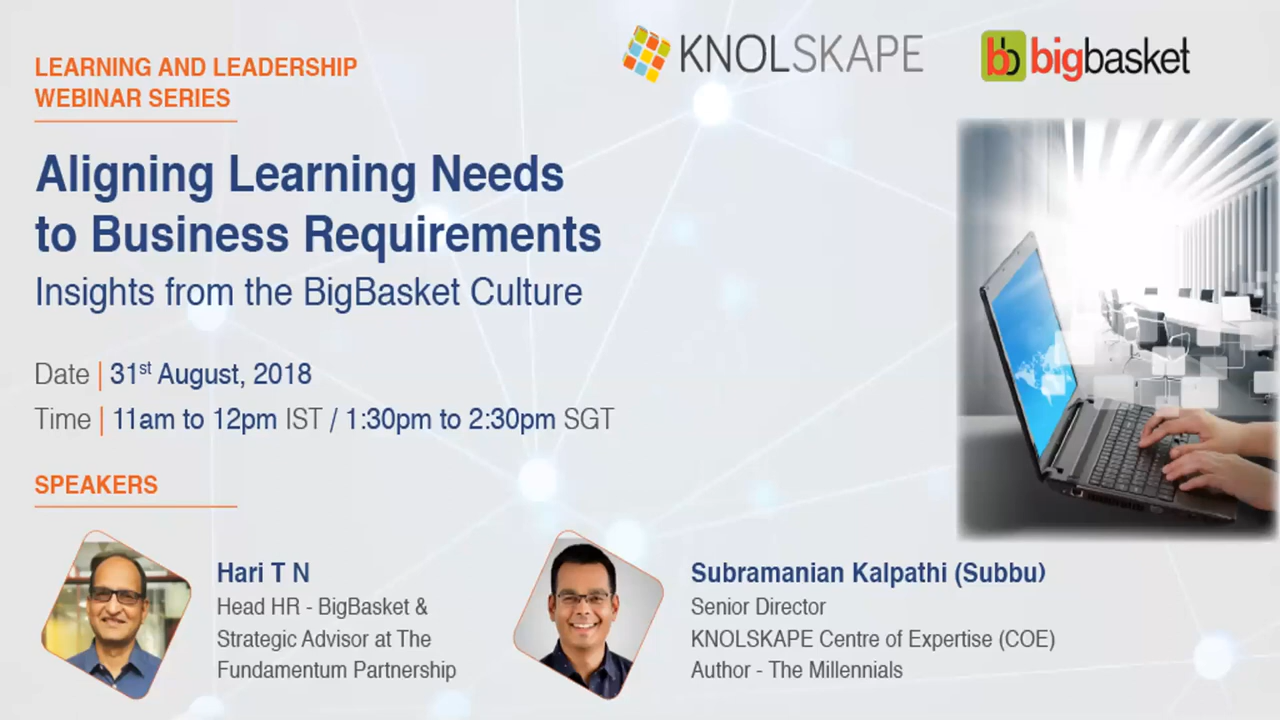 KNOLSKAPE
bb bigbasket
LEARNING AND LEADERSHIP
WEBINAR SERIES
Aligning Learning Needs
to Business Requirements
Insights from the BigBasket Culture
Date | 31st August, 2018
Time | 11am to 12pm IST / 1:30pm to 2:30pm SGT
SPEAKERS
Hari T N
Head HR - BigBasket &
Strategic Advisor at The
Fundamentum Partnership
Subramanian Kalpathi (Subbu)
Senior Director
KNOLSKAPE Centre of Expertise (COE)
Author - The Millennials